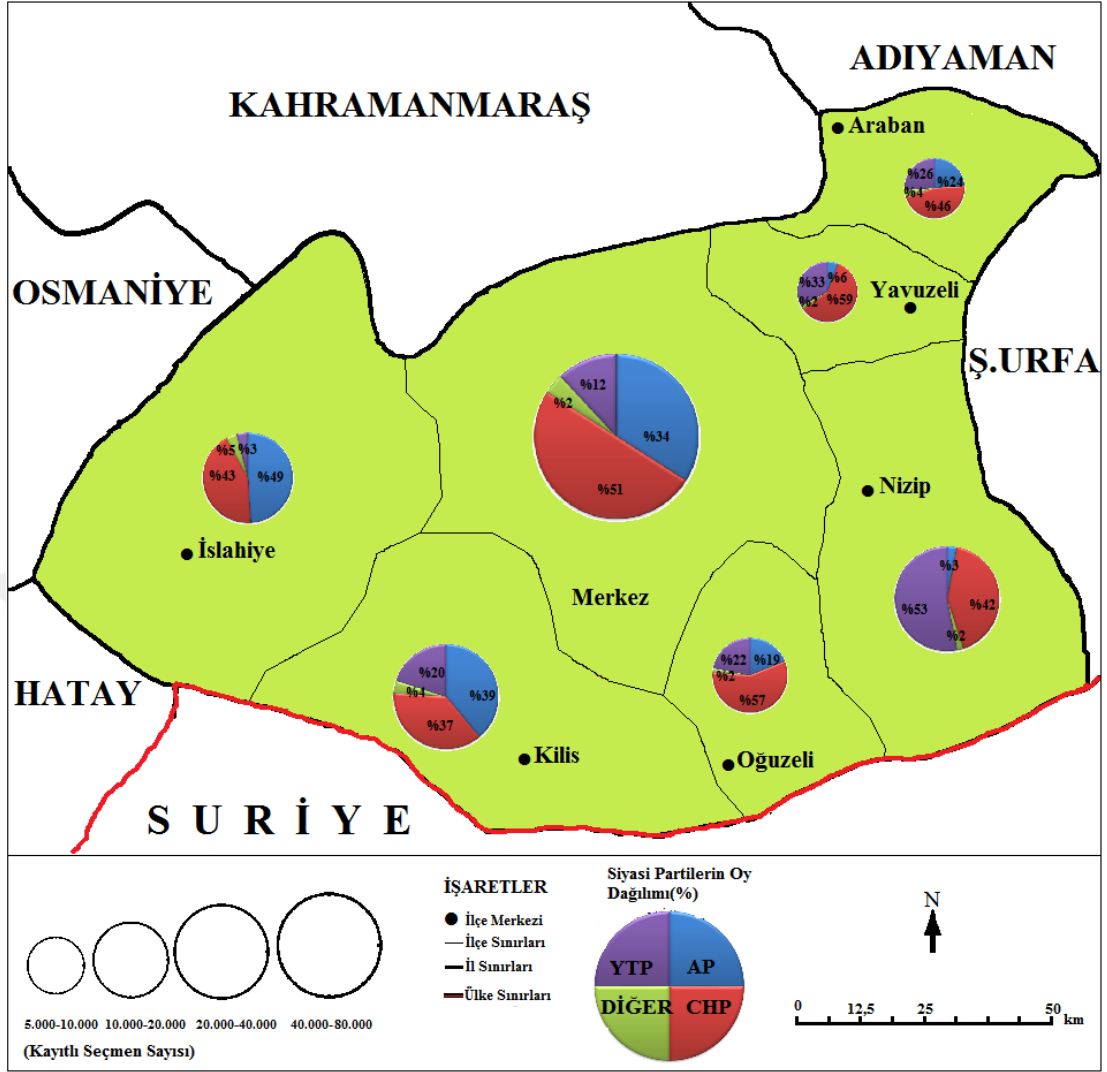 ADIYAMAN
KAHRAMANMARAŞ
Araban
%26
%24
%4
%46
OSMANİYE
%33
%6
%2
%59
Yavuzeli
Ş.URFA
%12
%2
%34
%51
%5
%3
%43
%49
İslahiye
Nizip
%3
%53
%42
%2
Merkez
%20
%4
%39
%37
Kilis
%22
%19
%2
%57
Oğuzeli
HATAY
SURİYE
5.000-10.000 10.000-20.000 20.000-40.000 40.000-80.000
(Kayıtlı Seçmen Sayısı)
İŞARETLER
İlçe Merkezi
İlçe Sınırları
İl Sınırları
Ülke Sınırları
Siyasi Partilerin Oy
Dağılımı(%)
YTP AP
DİĞER CHP
N
0 12,5 25 50
km